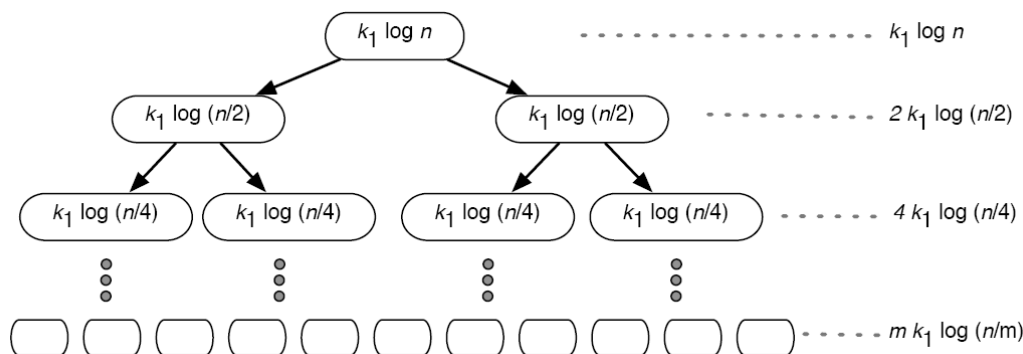 k₁ log n k₁ log n
k₁ log (n/2) k₁ log (n/2) 2 k₁ log (n/2)
k₁ log (n/4) k₁ log (n/4) k₁ log (n/4) k₁ log (n/4) 4 k₁ log (n/4)
m k₁ log (n/m)